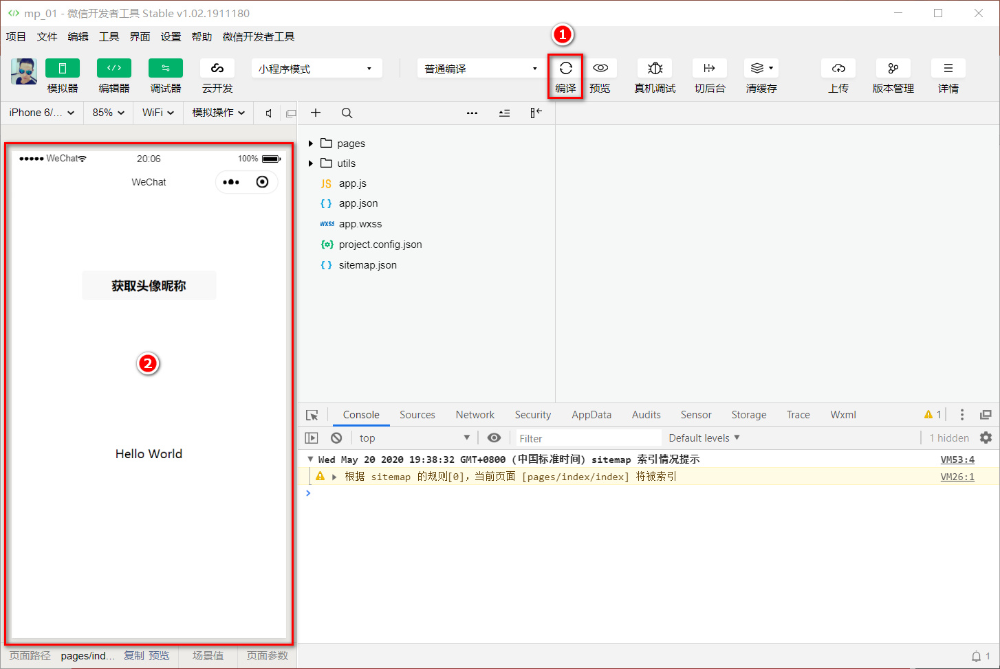 mp_01 - 微信开发者工具 Stable v1.02.1911180
项目 文件 编辑 工具 界面 设置 帮助 微信开发者工具
1
小程序模式 普通编译
模拟器 编辑器 调试器 云开发 编译 预览 真机调试 切后台 清缓存 上传 版本管理 详情
iPhone 6/... 85% WiFi 模拟操作
WeChat 20:06 100%
WeChat
获取头像昵称
2
Hello World
页面路径 pages/ind... 复制 预览 场景值 页面参数
pages
utils
JS app.js
{ } app.json
WXSS app.wxss
project.config.json
{ } sitemap.json
Console Sources Network Security AppData Audits Sensor Storage Trace Wxml 1
top Filter Default levels 1 hidden
Wed May 20 2020 19:38:32 GMT+0800 (中国标准时间) sitemap 索引情况提示 VM53:4
根据 sitemap 的规则[0]，当前页面 [pages/index/index] 将被索引 VM26:1
1